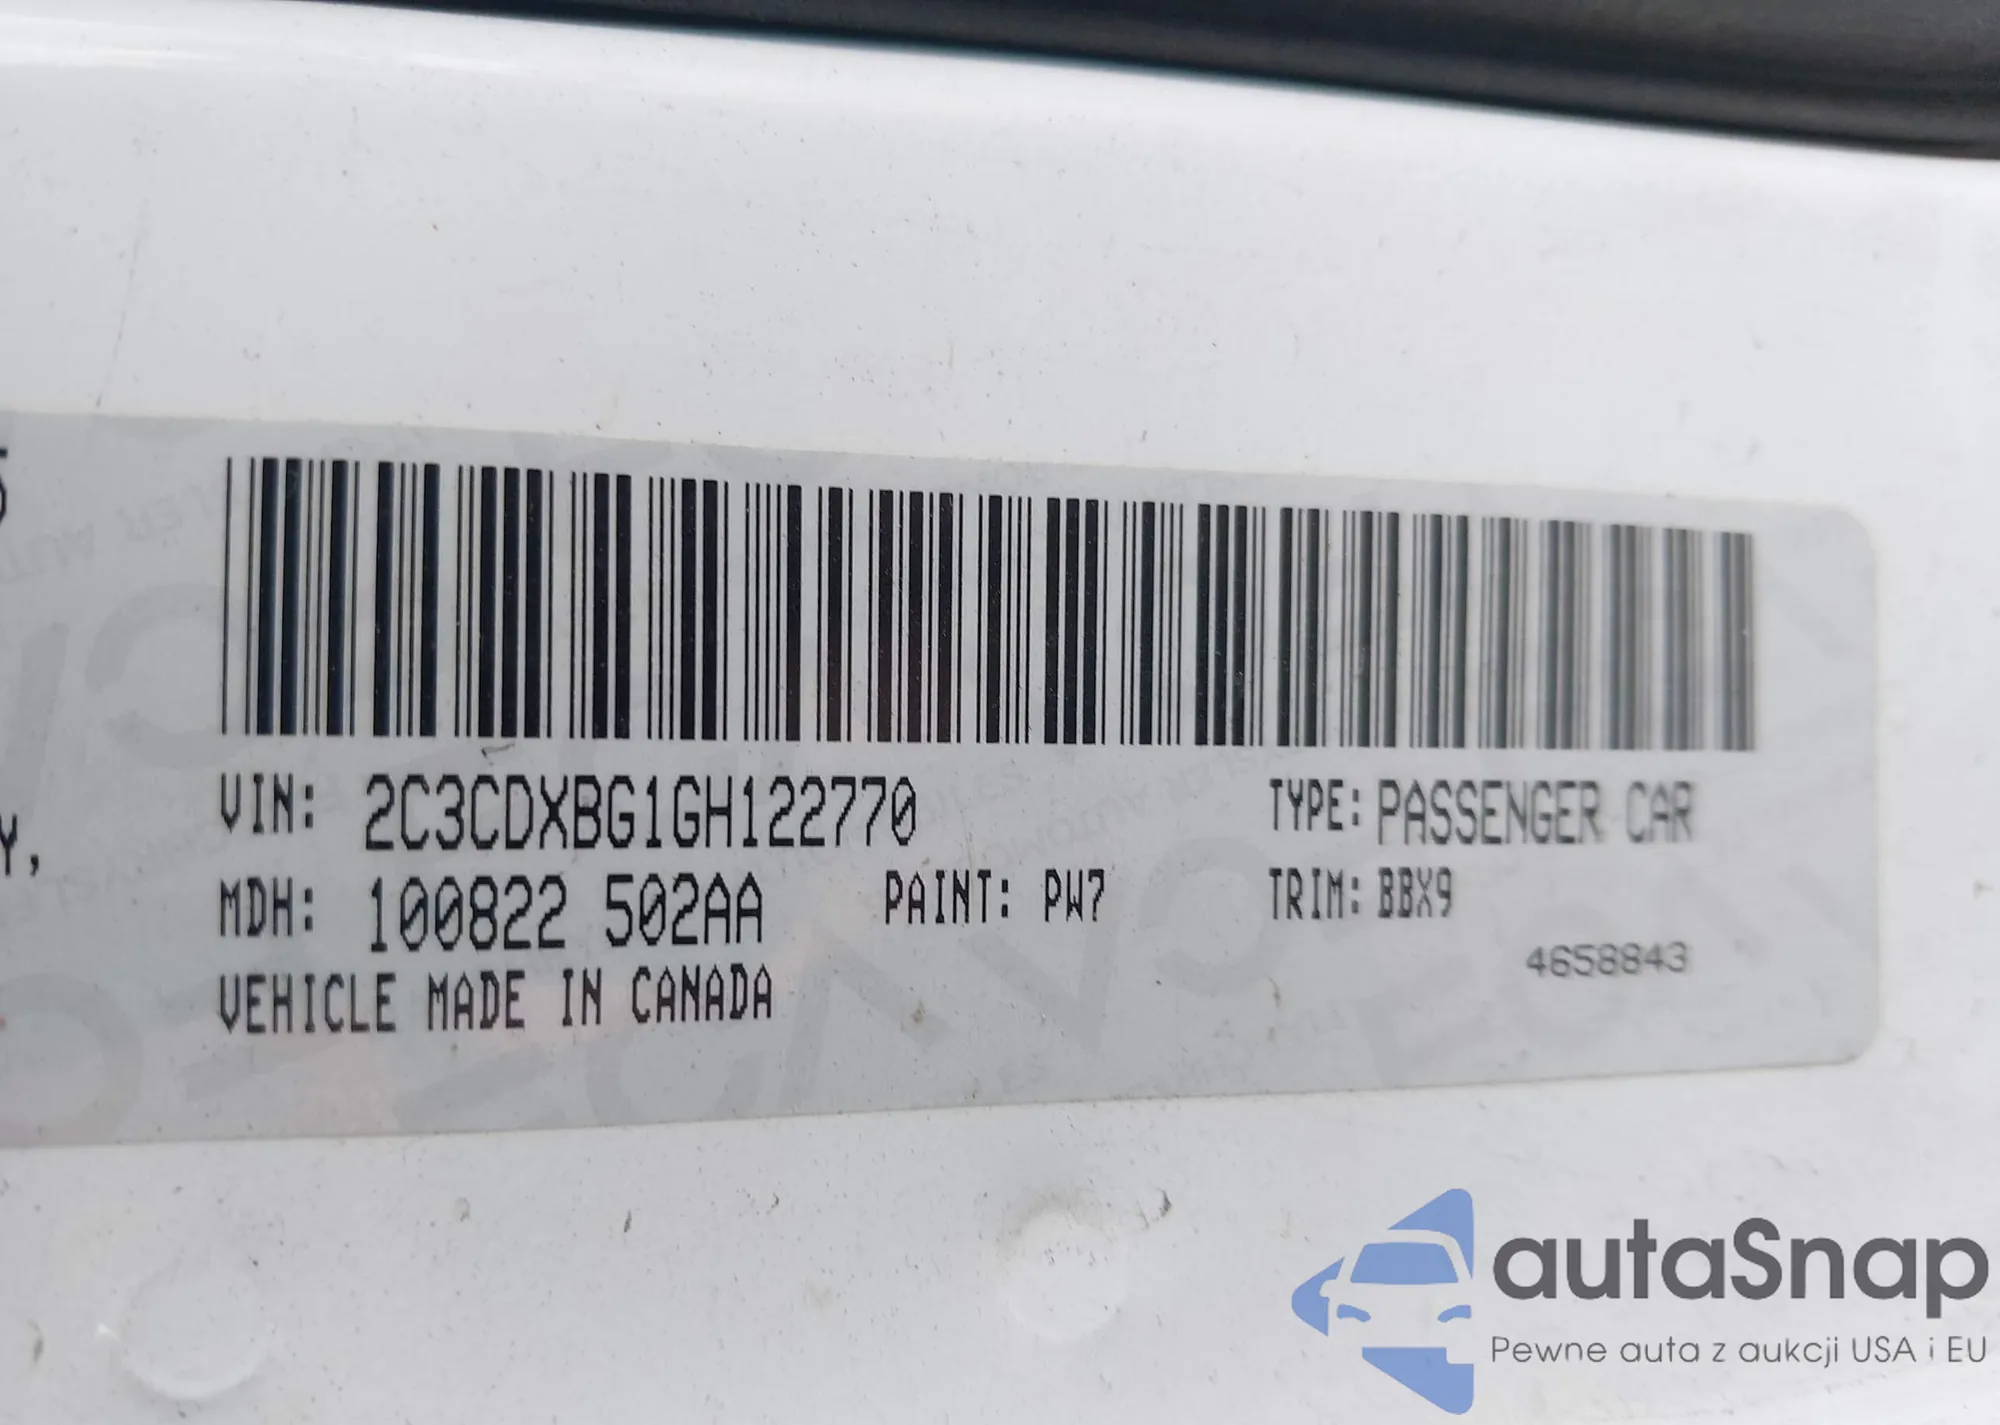 5
Y,
VIN: 2C3CDXBG1GH122770
TYPE: PASSENGER CAR
MDH: 100822 502AA
PAINT: PW7
TRIM: BBX9
VEHICLE MADE IN CANADA
4658843
autaSnap
Pewne auta z aukcji USA i EU